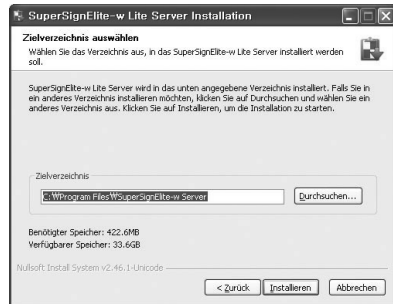 SuperSignElite-w Lite Server Installation
Zielverzeichnis auswählen
Wählen Sie das Verzeichnis aus, in das SuperSignElite-w Lite Server installiert werden
soll.
SuperSignElite-w Lite Server wird in das unten angegebene Verzeichnis installiert. Falls Sie in
ein anderes Verzeichnis installieren möchten, klicken Sie auf Durchsuchen und wählen Sie ein
anderes Verzeichnis aus. Klicken Sie auf Installieren, um die Installation zu starten.
Zielverzeichnis
C:₩Program Files₩SuperSignElite-w Server
Durchsuchen...
Benötigter Speicher: 422.6MB
Verfügbarer Speicher: 33.6GB
Nullsoft Install System v2.46.1-Unicode
< Zurück Installieren Abbrechen